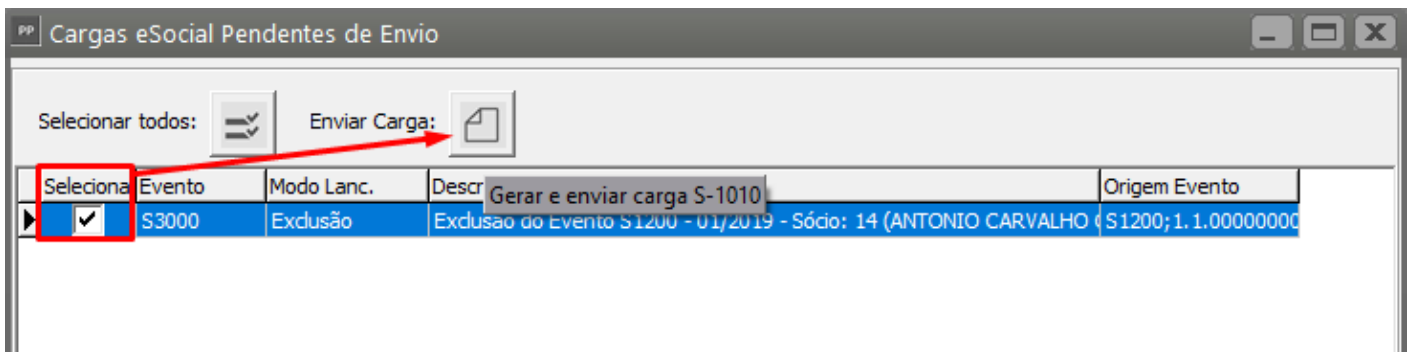 PP Cargas eSocial Pendentes de Envio
Selecionar todos: Enviar Carga:
Seleciona Evento Modo Lanc. Descr Origem Evento
Gerar e enviar carga S-1010
S3000 Exclusão Exclusão do Evento S1200 - 01/2019 - Sócio: 14 (ANTONIO CARVALHO ( S1200;1.1.00000000